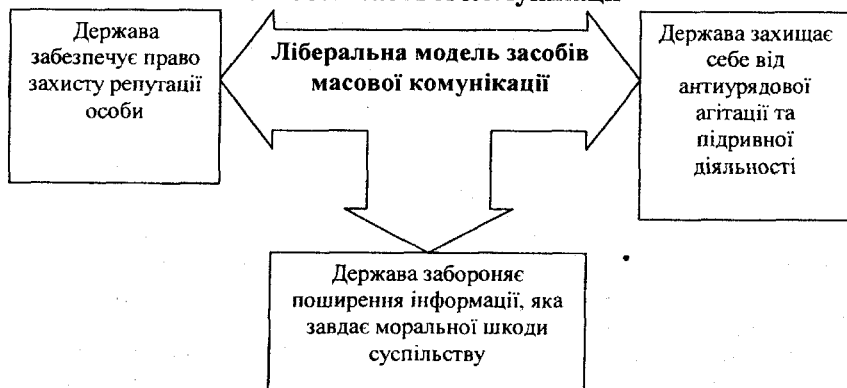 Держава
забезпечує право
захисту репутації
особи
Ліберальна модель засобів
масової комунікації
Держава захищає
себе від
антиурядової
агітації та
підривної
діяльності
Держава забороняє
поширення інформації, яка
завдає моральної шкоди
суспільству